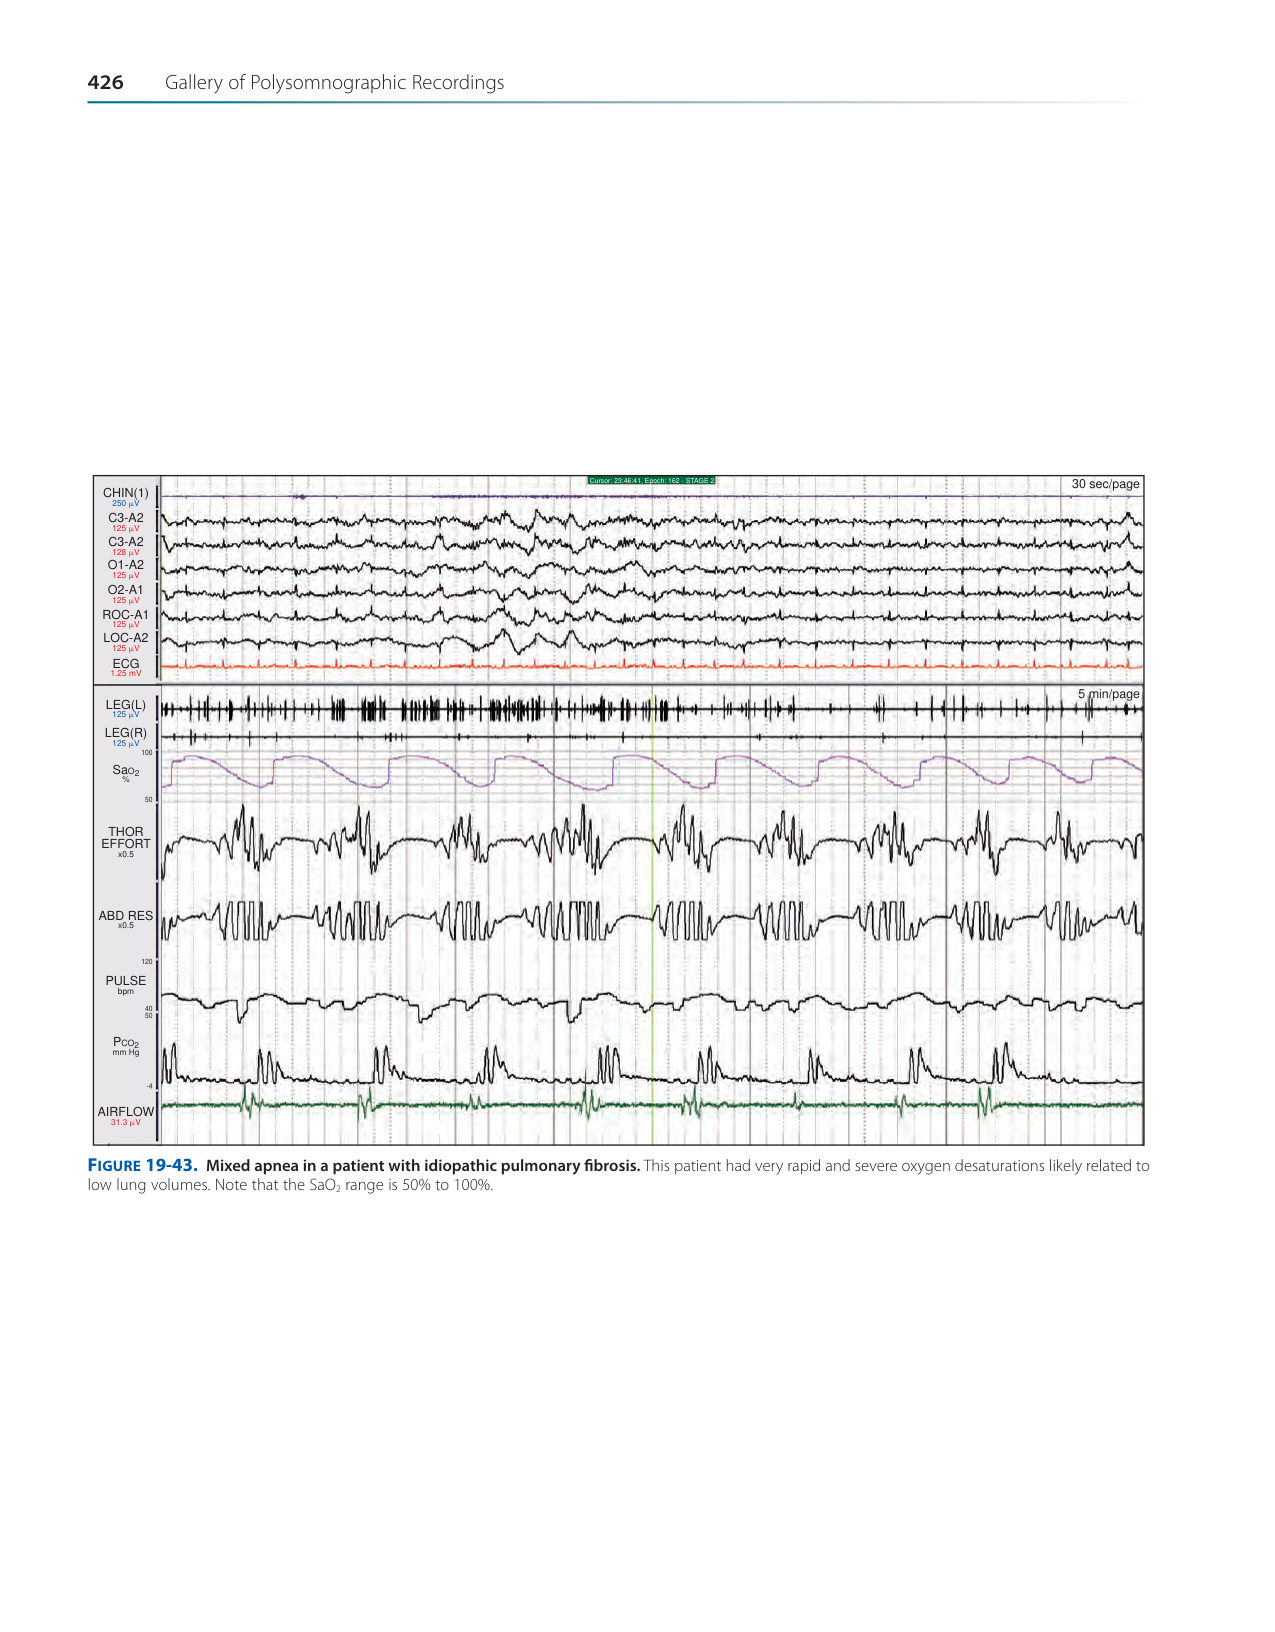 426 Gallery of Polysomnographic Recordings
Cursor: 23:46:41, Epoch: 162 - STAGE 2
30 sec/page
CHIN(1)
250 µV
C3-A2
125 µV
C3-A2
128 µV
O1-A2
125 µV
O2-A1
125 µV
ROC-A1
125 µV
LOC-A2
125 µV
ECG
1.25 mV
5 min/page
LEG(L)
125 µV
LEG(R)
125 µV
100
SaO2
%
50
THOR
EFFORT
x0.5
ABD RES
x0.5
120
PULSE
bpm
40
50
PCO2
mm Hg
-4
AIRFLOW
31.3 µV
FIGURE 19-43. Mixed apnea in a patient with idiopathic pulmonary fibrosis. This patient had very rapid and severe oxygen desaturations likely related to
low lung volumes. Note that the SaO2 range is 50% to 100%.